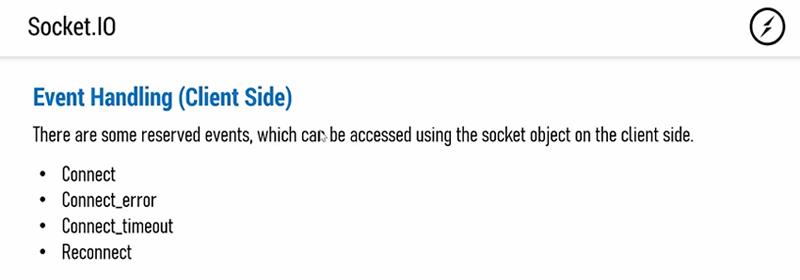 Socket.IO
Event Handling (Client Side)
There are some reserved events, which can be accessed using the socket object on the client side.
• Connect
• Connect_error
• Connect_timeout
• Reconnect